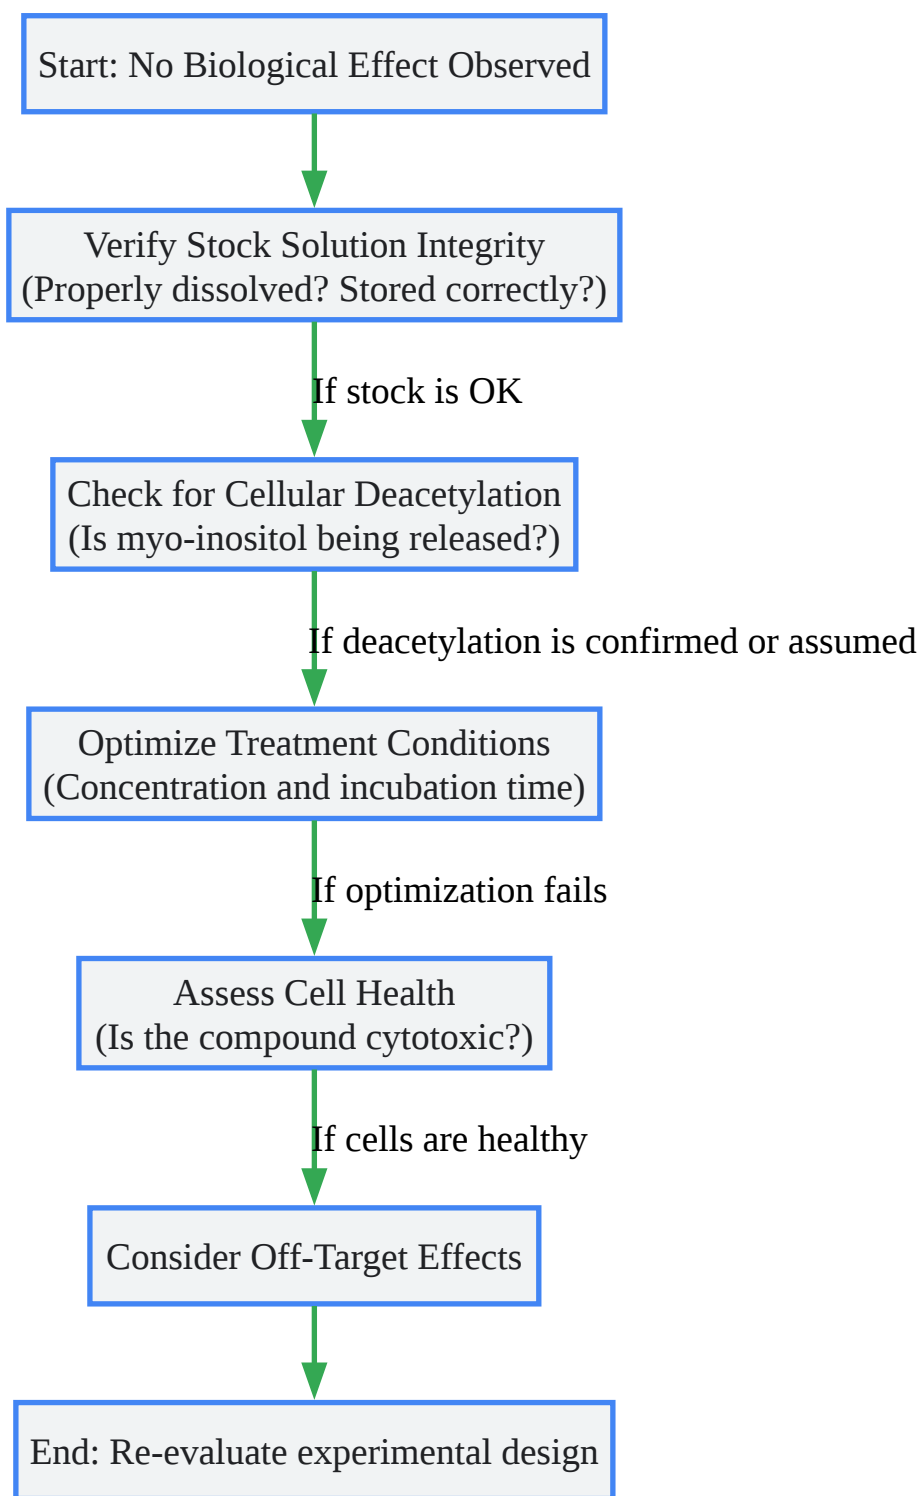 Start: No Biological Effect Observed
Verify Stock Solution Integrity
(Properly dissolved? Stored correctly?)
If stock is OK
Check for Cellular Deacetylation
(Is myo-inositol being released?)
If deacetylation is confirmed or assumed
Optimize Treatment Conditions
(Concentration and incubation time)
If optimization fails
Assess Cell Health
(Is the compound cytotoxic?)
If cells are healthy
Consider Off-Target Effects
End: Re-evaluate experimental design